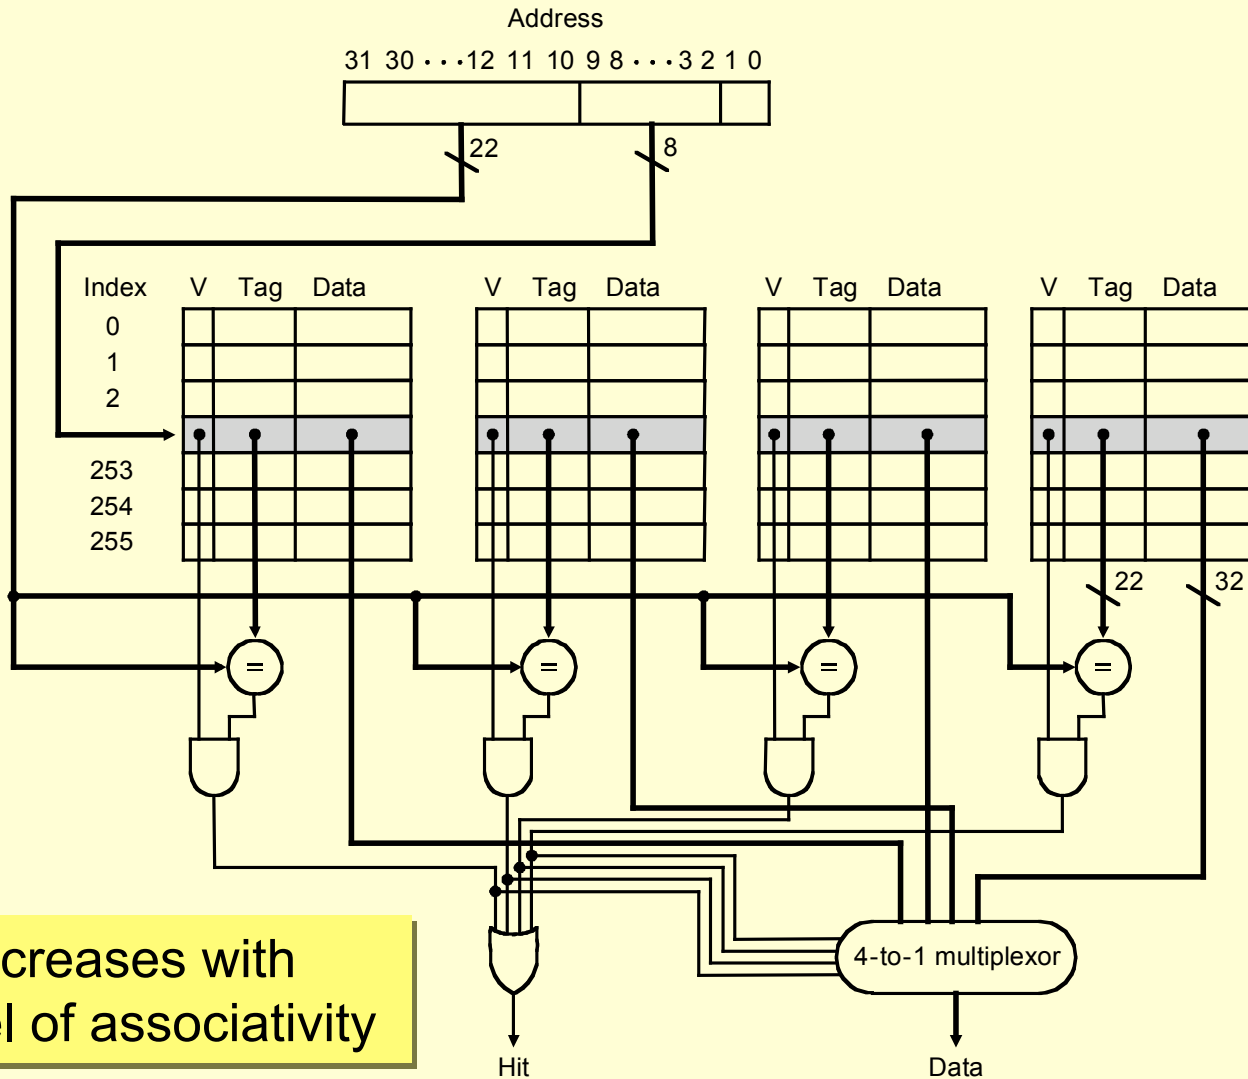 Address
31 30 · · · 12 11 10 9 8 · · · 3 2 1 0
22 8
Index V Tag Data V Tag Data V Tag Data V Tag Data
0
1
2
253
254
255
22 32
= = = =
4-to-1 multiplexor
creases with
el of associativity
Hit Data